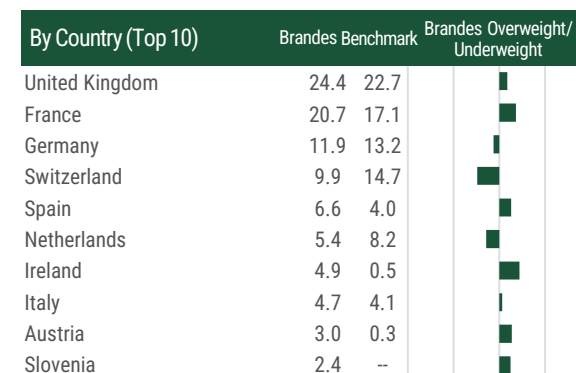 By Country (Top 10) Brandes Benchmark Brandes Overweight/
Underweight
United Kingdom 24.4 22.7
France 20.7 17.1
Germany 11.9 13.2
Switzerland 9.9 14.7
Spain 6.6 4.0
Netherlands 5.4 8.2
Ireland 4.9 0.5
Italy 4.7 4.1
Austria 3.0 0.3
Slovenia 2.4 --